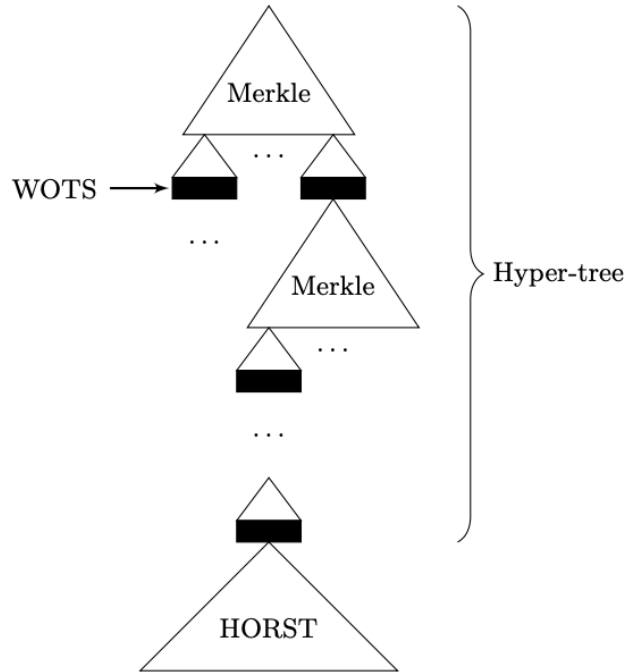 Merkle
. . .
WOTS
. . .
Merkle
Hyper-tree
. . .
. . .
HORST